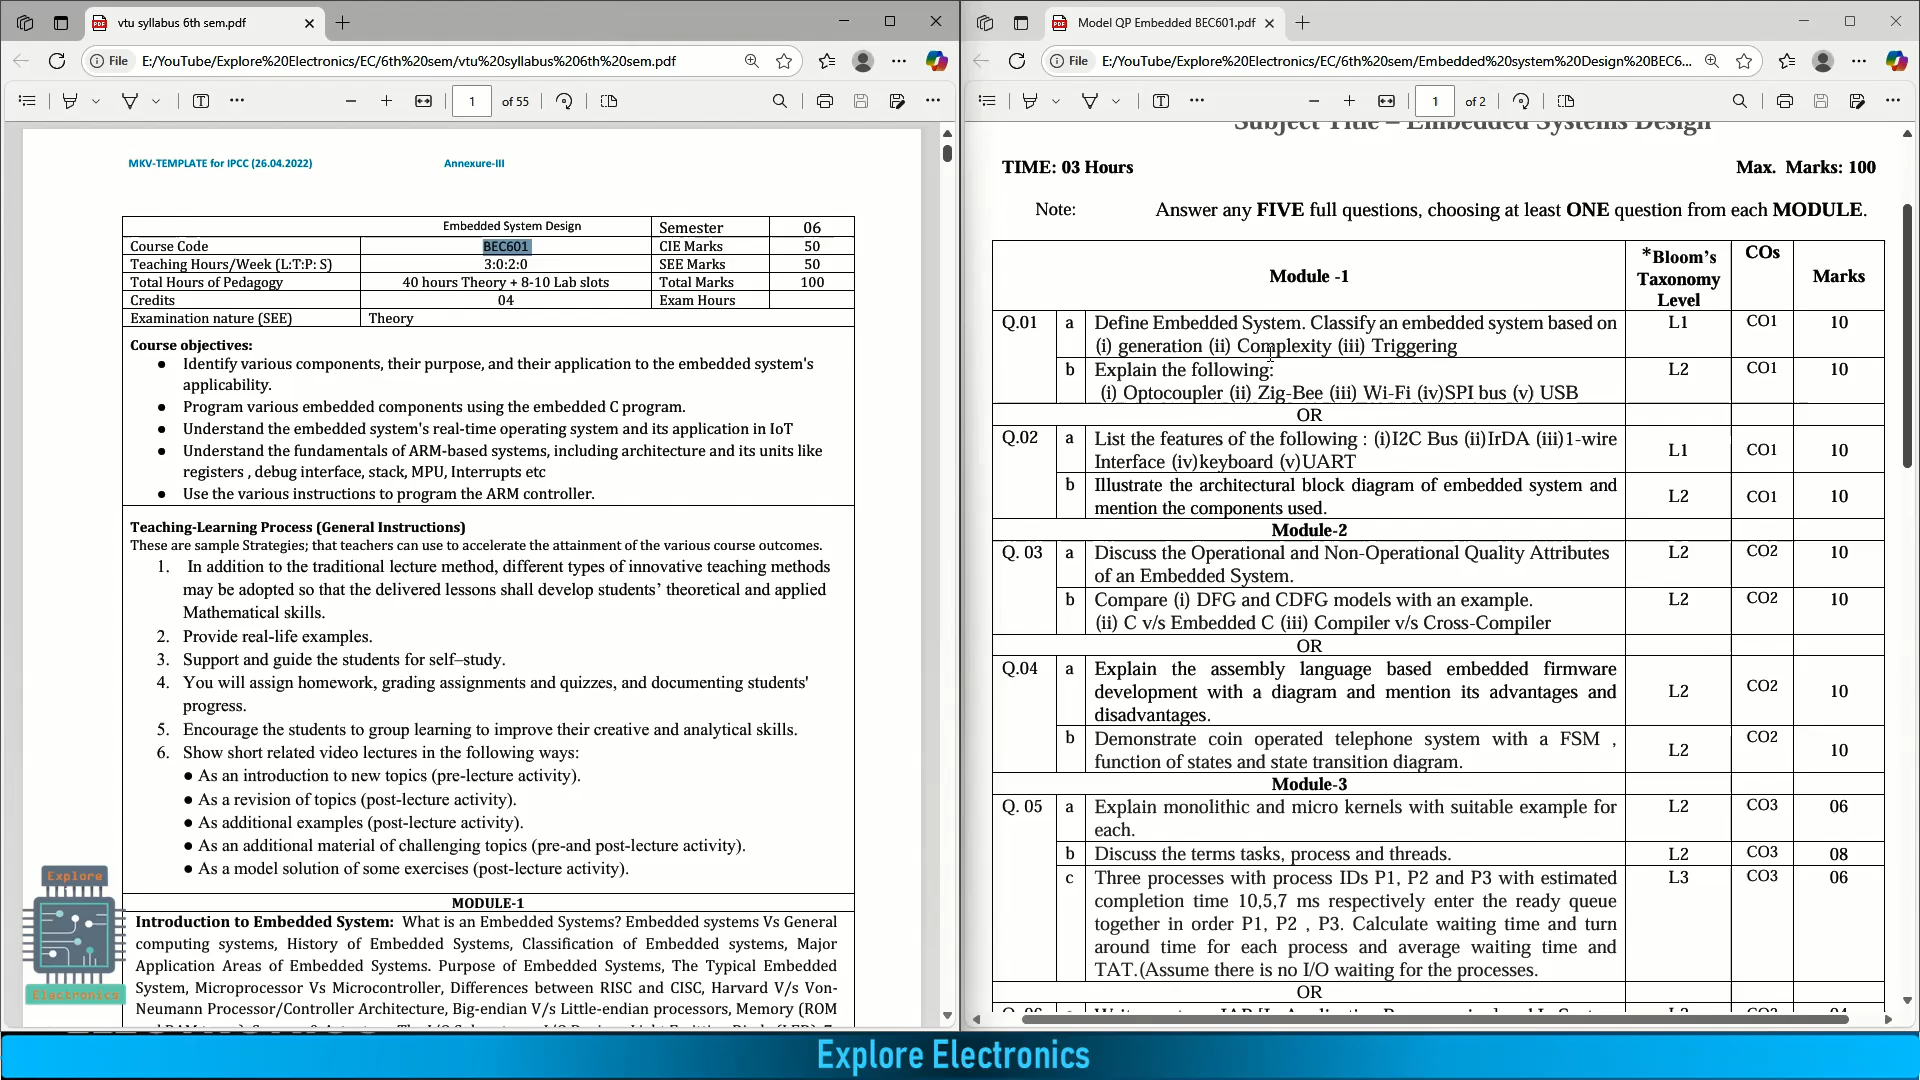 vtu syllabus 6th sem.pdf
File
E:/YouTube/Explore%20Electronics/EC/6th%20sem/vtu%20syllabus%206th%20sem.pdf
1 of 55
MKV-TEMPLATE for IPCC (26.04.2022) Annexure-III
Embedded System Design Semester 06
Course Code BEC601 CIE Marks 50
Teaching Hours/Week (L:T:P: S) 3:0:2:0 SEE Marks 50
Total Hours of Pedagogy 40 hours Theory + 8-10 Lab slots Total Marks 100
Credits 04 Exam Hours
Examination nature (SEE) Theory
Course objectives:
● Identify various components, their purpose, and their application to the embedded system's
applicability.
● Program various embedded components using the embedded C program.
● Understand the embedded system's real-time operating system and its application in IoT
● Understand the fundamentals of ARM-based systems, including architecture and its units like
registers , debug interface, stack, MPU, Interrupts etc
● Use the various instructions to program the ARM controller.
Teaching-Learning Process (General Instructions)
These are sample Strategies; that teachers can use to accelerate the attainment of the various course outcomes.
1. In addition to the traditional lecture method, different types of innovative teaching methods
may be adopted so that the delivered lessons shall develop students' theoretical and applied
Mathematical skills.
2. Provide real-life examples.
3. Support and guide the students for self–study.
4. You will assign homework, grading assignments and quizzes, and documenting students'
progress.
5. Encourage the students to group learning to improve their creative and analytical skills.
6. Show short related video lectures in the following ways:
● As an introduction to new topics (pre-lecture activity).
● As a revision of topics (post-lecture activity).
● As additional examples (post-lecture activity).
● As an additional material of challenging topics (pre-and post-lecture activity).
● As a model solution of some exercises (post-lecture activity).
MODULE-1
Introduction to Embedded System: What is an Embedded Systems? Embedded systems Vs General
computing systems, History of Embedded Systems, Classification of Embedded systems, Major
Application Areas of Embedded Systems. Purpose of Embedded Systems, The Typical Embedded
System, Microprocessor Vs Microcontroller, Differences between RISC and CISC, Harvard V/s Von-
Neumann Processor/Controller Architecture, Big-endian V/s Little-endian processors, Memory (ROM
Explore
Electronics
Model QP Embedded BEC601.pdf
File
E:/YouTube/Explore%20Electronics/EC/6th%20sem/Embedded%20system%20Design%20BEC6...
1 of 2
Subject Title – Embedded Systems Design
TIME: 03 Hours Max. Marks: 100
Note: Answer any FIVE full questions, choosing at least ONE question from each MODULE.
Module -1 *Bloom's Taxonomy Level COs Marks
Q.01 a Define Embedded System. Classify an embedded system based on L1 CO1 10
(i) generation (ii) Complexity (iii) Triggering
b Explain the following: L2 CO1 10
(i) Optocoupler (ii) Zig-Bee (iii) Wi-Fi (iv)SPI bus (v) USB
OR
Q.02 a List the features of the following : (i)I2C Bus (ii)IrDA (iii)1-wire L1 CO1 10
Interface (iv)keyboard (v)UART
b Illustrate the architectural block diagram of embedded system and L2 CO1 10
mention the components used.
Module-2
Q. 03 a Discuss the Operational and Non-Operational Quality Attributes L2 CO2 10
of an Embedded System.
b Compare (i) DFG and CDFG models with an example. L2 CO2 10
(ii) C v/s Embedded C (iii) Compiler v/s Cross-Compiler
OR
Q.04 a Explain the assembly language based embedded firmware L2 CO2 10
development with a diagram and mention its advantages and
disadvantages.
b Demonstrate coin operated telephone system with a FSM , L2 CO2 10
function of states and state transition diagram.
Module-3
Q. 05 a Explain monolithic and micro kernels with suitable example for L2 CO3 06
each.
b Discuss the terms tasks, process and threads. L2 CO3 08
c Three processes with process IDs P1, P2 and P3 with estimated L3 CO3 06
completion time 10,5,7 ms respectively enter the ready queue
together in order P1, P2 , P3. Calculate waiting time and turn
around time for each process and average waiting time and
TAT.(Assume there is no I/O waiting for the processes.
OR
Explore Electronics